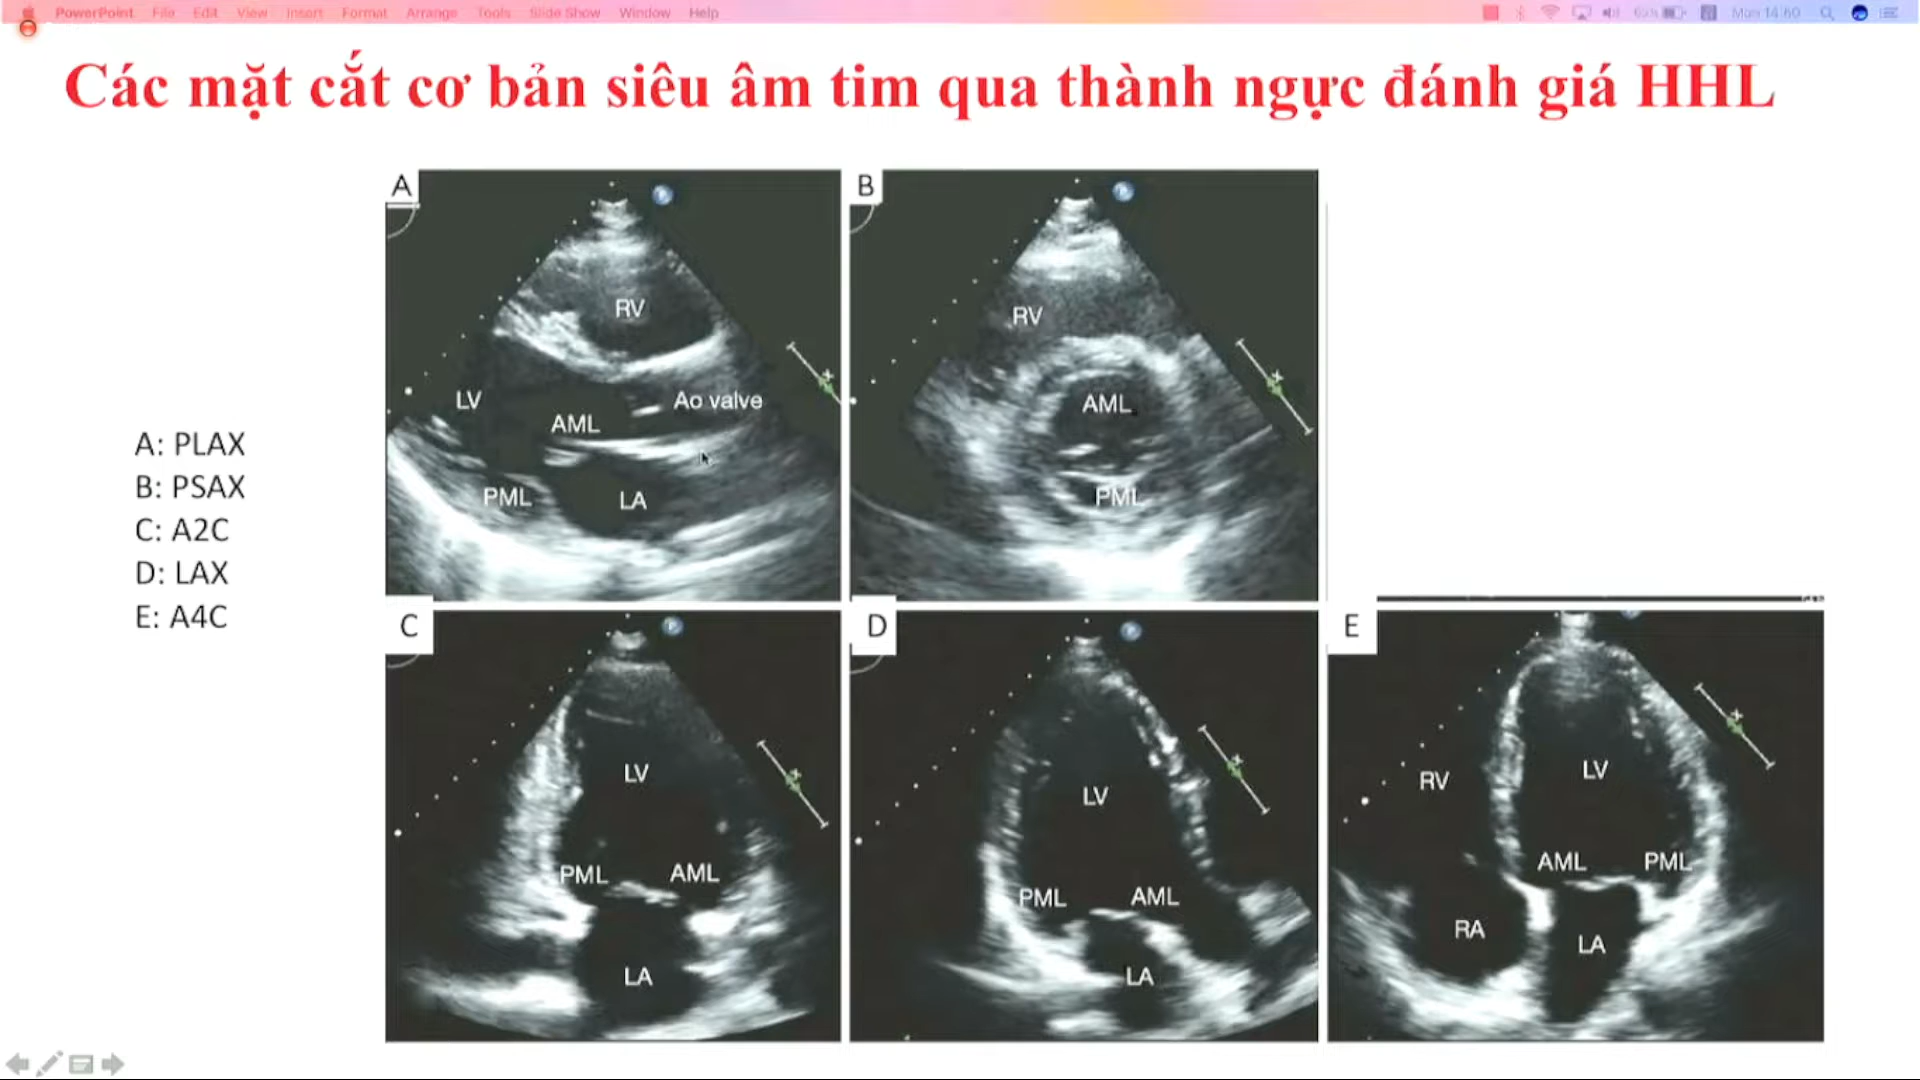 PowerPoint File Edit View Insert Format Arrange Tools Slide Show Window Help
Các mặt cắt cơ bản siêu âm tim qua thành ngực đánh giá HHL
A: PLAX
B: PSAX
C: A2C
D: LAX
E: A4C
A
RV
LV
Ao valve
AML
PML
LA
B
RV
AML
PML
C
LV
PML
AML
LA
D
LV
PML
AML
LA
E
RV
LV
AML
PML
RA
LA